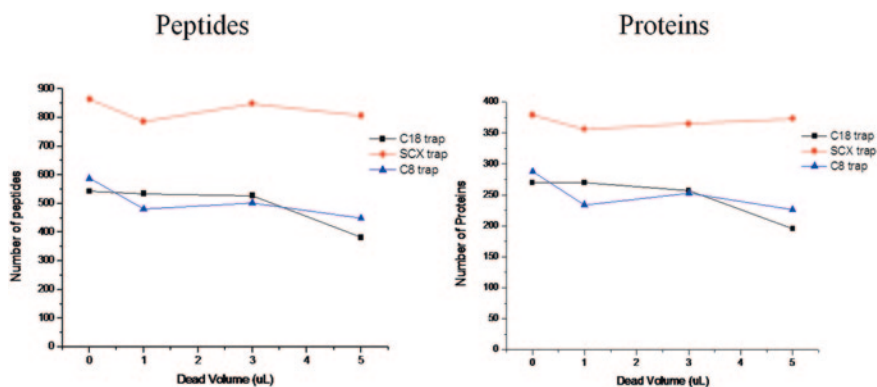 Peptides
Number of peptides
900
800
700
600
500
400
300
200
100
0
0 1 2 3 4 5
Dead Volume (uL)
C18 trap
SCX trap
C8 trap
Proteins
Number of Proteins
400
350
300
250
200
150
100
50
0
0 1 2 3 4 5
Dead Volume (uL)
C18 trap
SCX trap
C8 trap